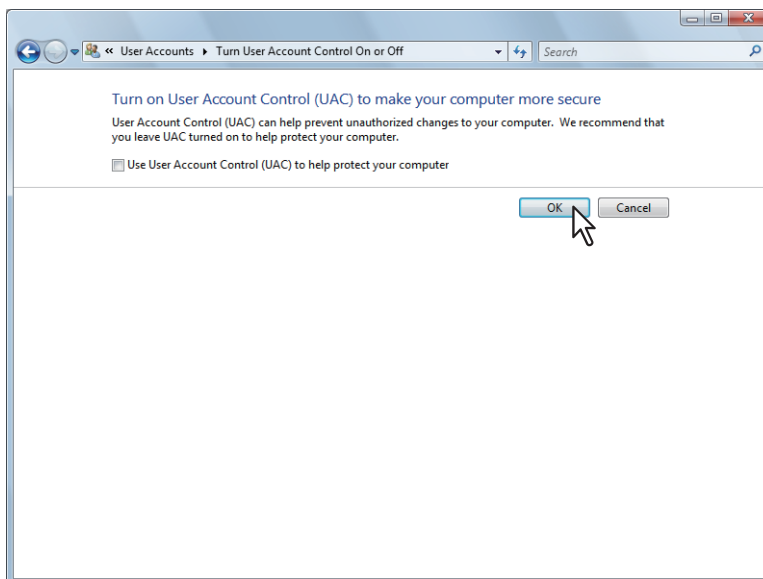 « User Accounts ▸ Turn User Account Control On or Off
Search
Turn on User Account Control (UAC) to make your computer more secure
User Account Control (UAC) can help prevent unauthorized changes to your computer. We recommend that
you leave UAC turned on to help protect your computer.
Use User Account Control (UAC) to help protect your computer
OK
Cancel